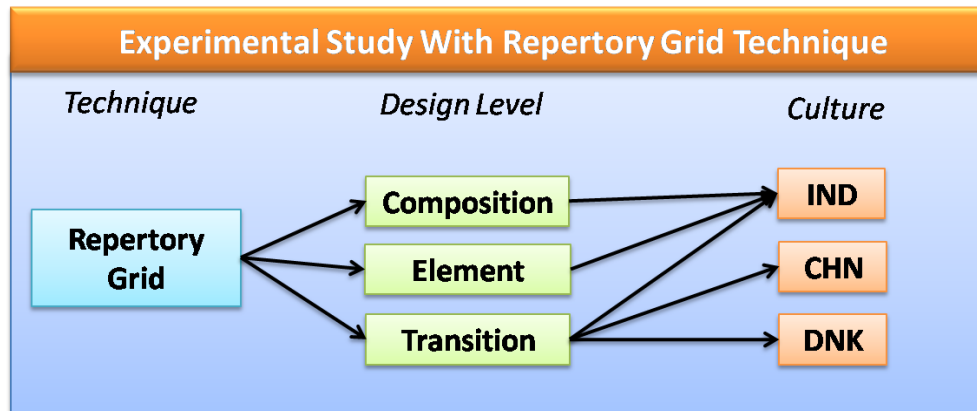 Experimental Study With Repertory Grid Technique
Technique
Design Level
Culture
Repertory
Grid
Composition
Element
Transition
IND
CHN
DNK